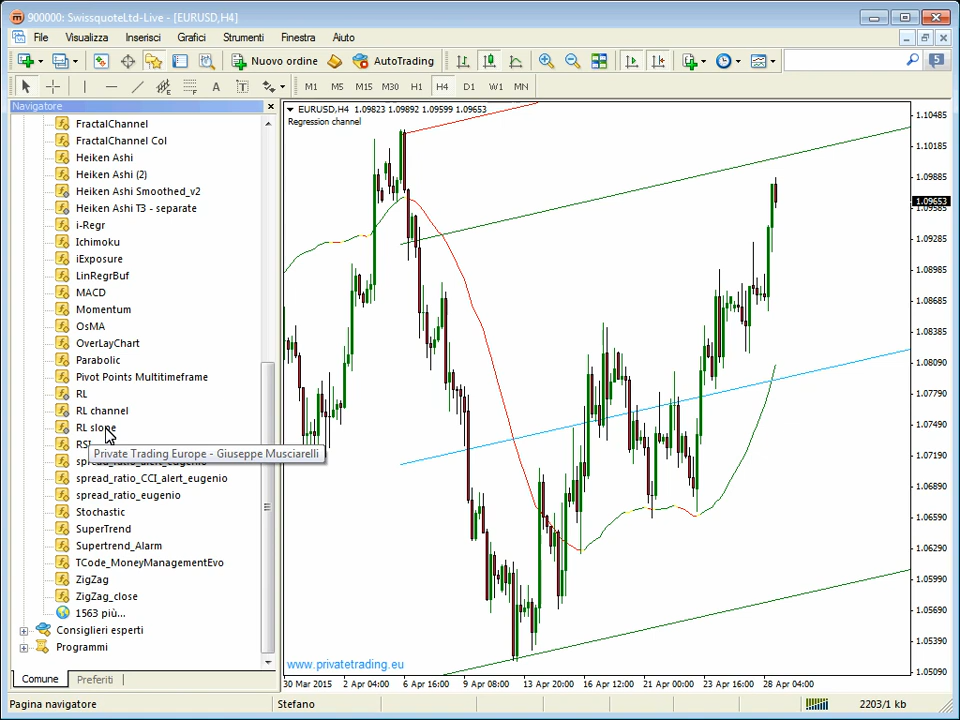 900000: SwissquoteLtd-Live - [EURUSD,H4]
File Visualizza Inserisci Grafici Strumenti Finestra Aiuto
Nuovo ordine AutoTrading 5
A T M1 M5 M15 M30 H1 H4 D1 W1 MN
Navigatore
FractalChannel
FractalChannel Col
Heiken Ashi
Heiken Ashi (2)
Heiken Ashi Smoothed_v2
Heiken Ashi T3 - separate
i-Regr
Ichimoku
iExposure
LinRegrBuf
MACD
Momentum
OsMA
OverLayChart
Parabolic
Pivot Points Multitimeframe
RL
RL channel
RL slope
RSI
Private Trading Europe - Giuseppe Musciarelli
spread_ratio_alert_eugenio
spread_ratio_CCI_alert_eugenio
spread_ratio_eugenio
Stochastic
SuperTrend
Supertrend_Alarm
TCode_MoneyManagementEvo
ZigZag
ZigZag_close
1563 più...
Consiglieri esperti
Programmi
Comune Preferiti
EURUSD,H4 1.09823 1.09892 1.09599 1.09653
Regression channel
1.10485
1.10185
1.09885
1.09653
1.09585
1.09285
1.08985
1.08685
1.08385
1.08090
1.07790
1.07490
1.07190
1.06890
1.06590
1.06290
1.05990
1.05690
1.05390
1.05090
www.privatetrading.eu
30 Mar 2015 2 Apr 04:00 6 Apr 16:00 9 Apr 08:00 13 Apr 20:00 16 Apr 12:00 21 Apr 00:00 23 Apr 16:00 28 Apr 04:00
Pagina navigatore Stefano 2203/1 kb